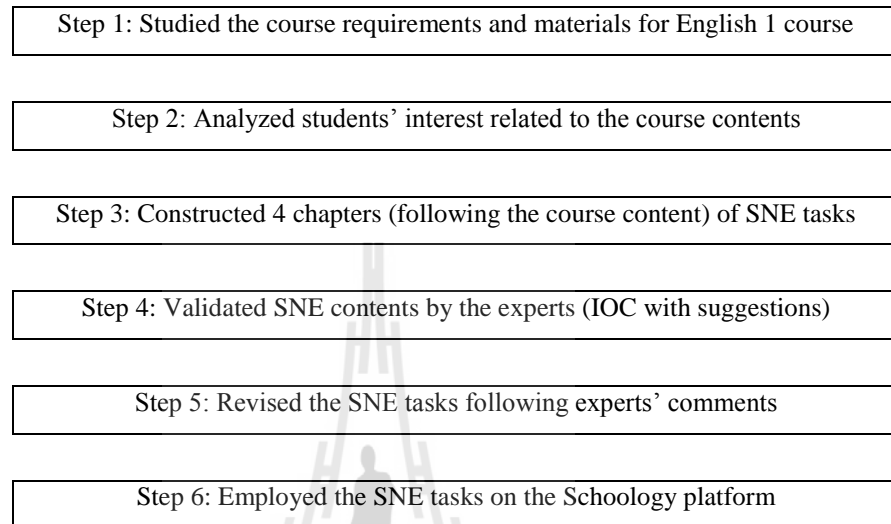 Step 1: Studied the course requirements and materials for English 1 course
Step 2: Analyzed students’ interest related to the course contents
Step 3: Constructed 4 chapters (following the course content) of SNE tasks
Step 4: Validated SNE contents by the experts (IOC with suggestions)
Step 5: Revised the SNE tasks following experts’ comments
Step 6: Employed the SNE tasks on the Schoology platform